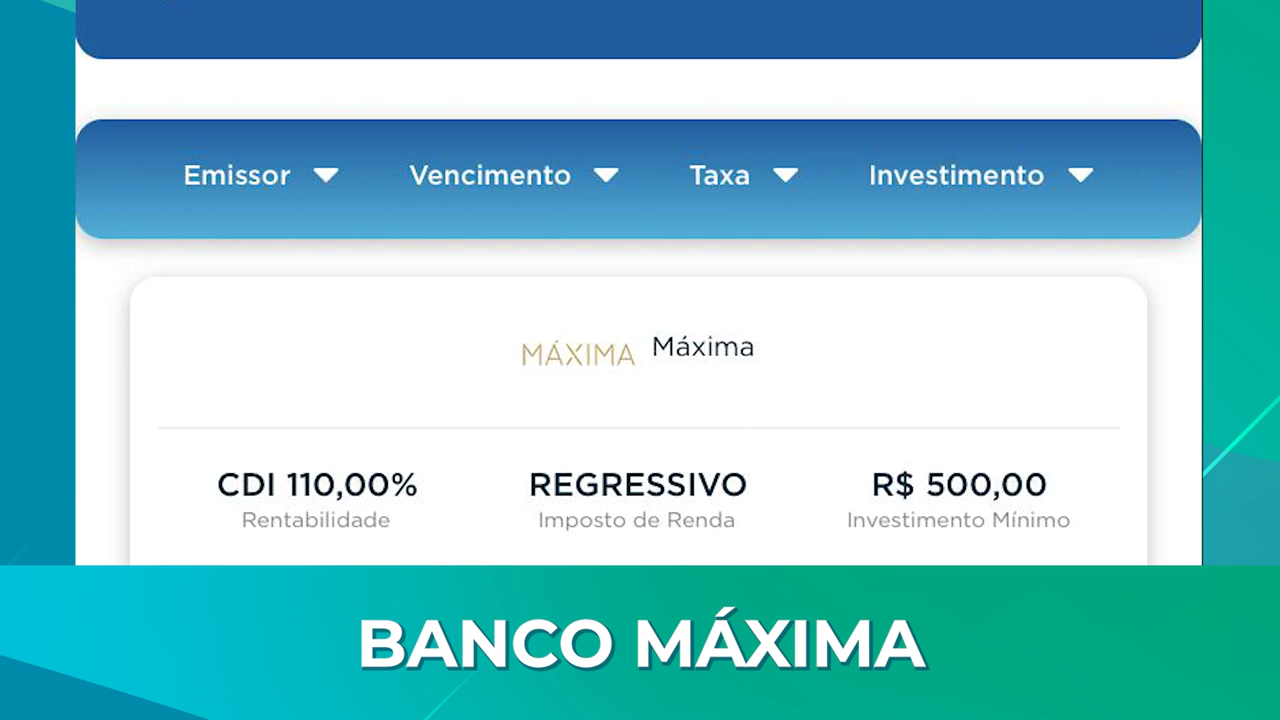 Emissor Vencimento Taxa Investimento
MÁXIMA Máxima
CDI 110,00% REGRESSIVO R$ 500,00
Rentabilidade Imposto de Renda Investimento Mínimo
BANCO MÁXIMA